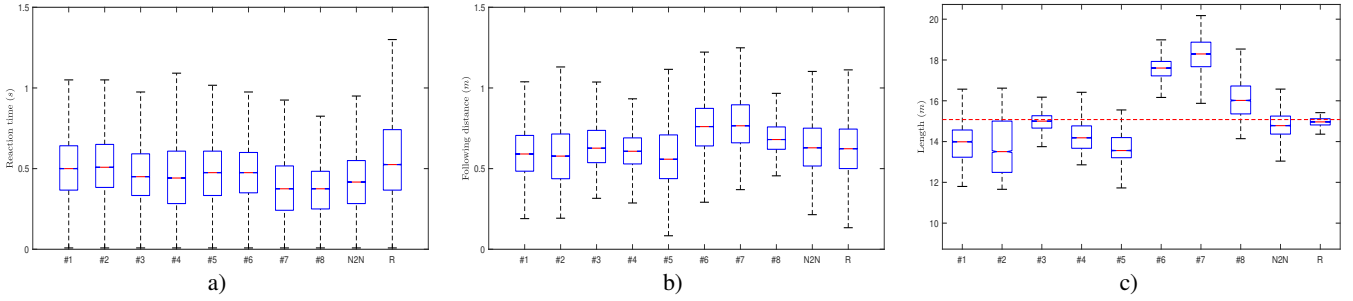 1.5
1
0.5
0
Reaction time (s)
#1 #2 #3 #4 #5 #6 #7 #8 N2N R
a)
1.5
1
0.5
0
Following distance (m)
#1 #2 #3 #4 #5 #6 #7 #8 N2N R
b)
20
18
16
14
12
10
Length (m)
#1 #2 #3 #4 #5 #6 #7 #8 N2N R
c)